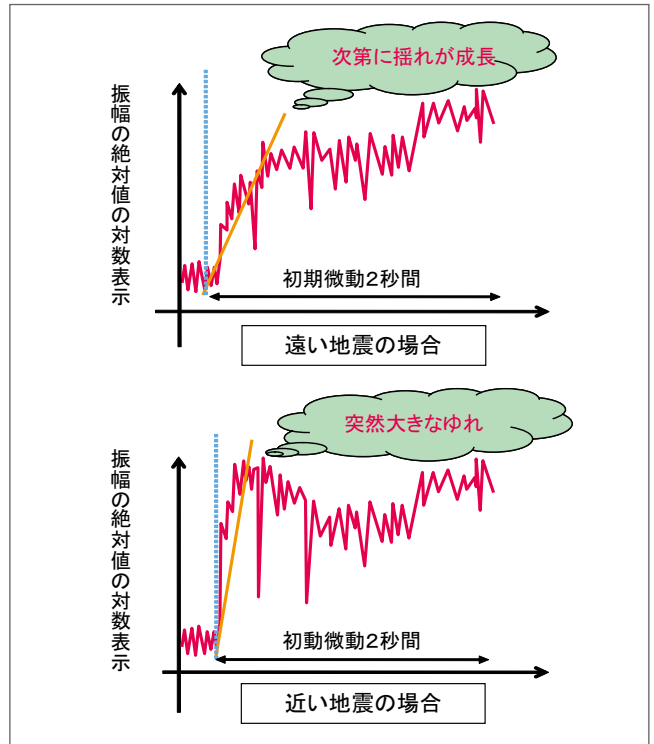 次第に揺れが成長
振幅の絶対値の対数表示
初期微動２秒間
遠い地震の場合
突然大きなゆれ
振幅の絶対値の対数表示
初動微動２秒間
近い地震の場合